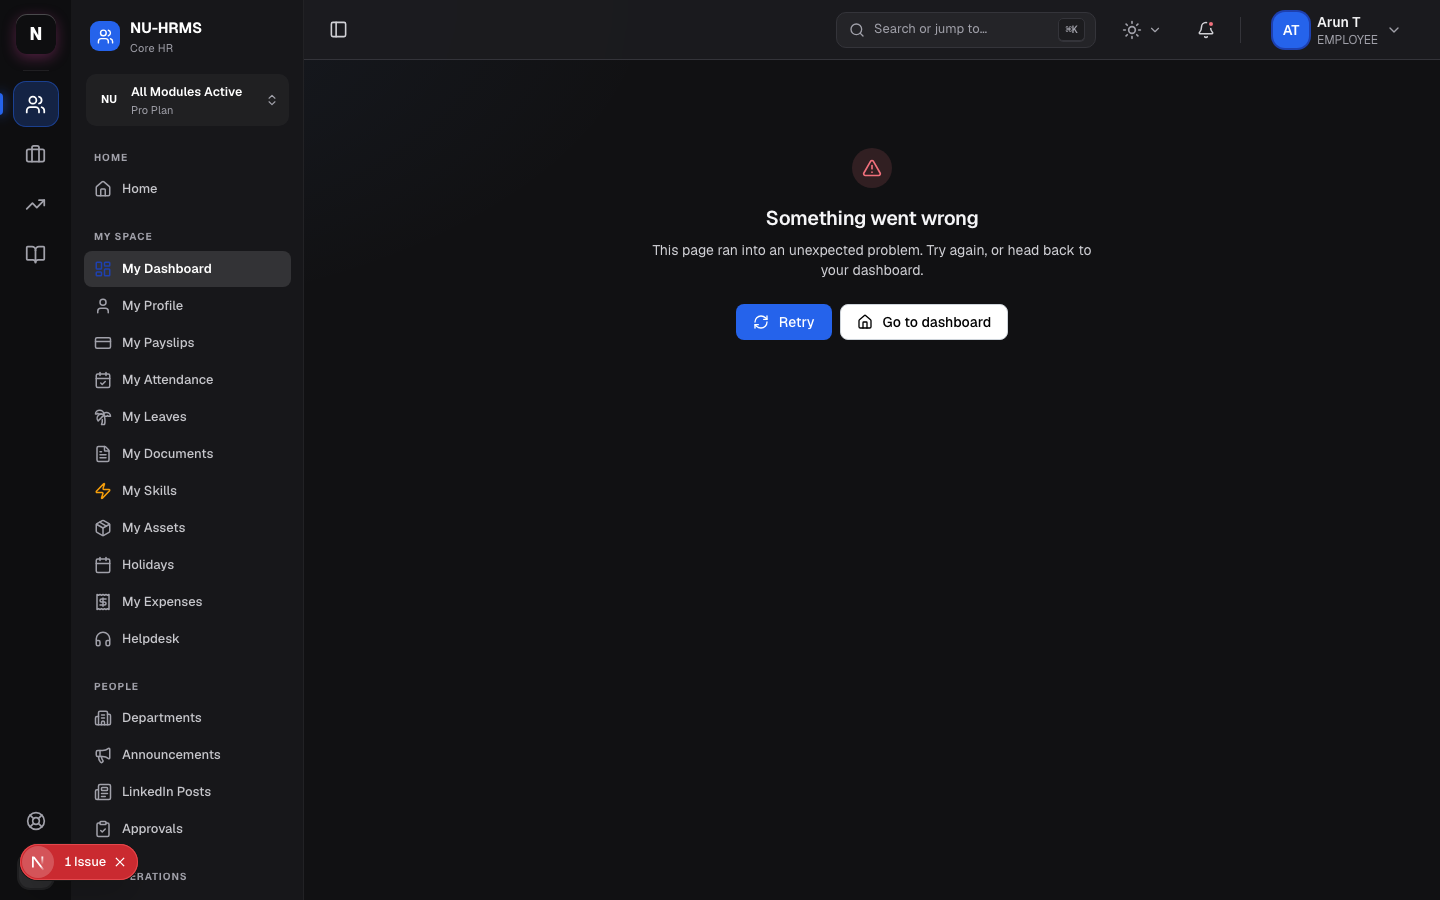 N
NU-HRMS
Core HR
NU
All Modules Active
Pro Plan
HOME
Home
MY SPACE
My Dashboard
My Profile
My Payslips
My Attendance
My Leaves
My Documents
My Skills
My Assets
Holidays
My Expenses
Helpdesk
PEOPLE
Departments
Announcements
LinkedIn Posts
Approvals
ERATIONS
N
1 Issue
Search or jump to...
⌘K
AT
Arun T
EMPLOYEE
Something went wrong
This page ran into an unexpected problem. Try again, or head back to
your dashboard.
Retry
Go to dashboard